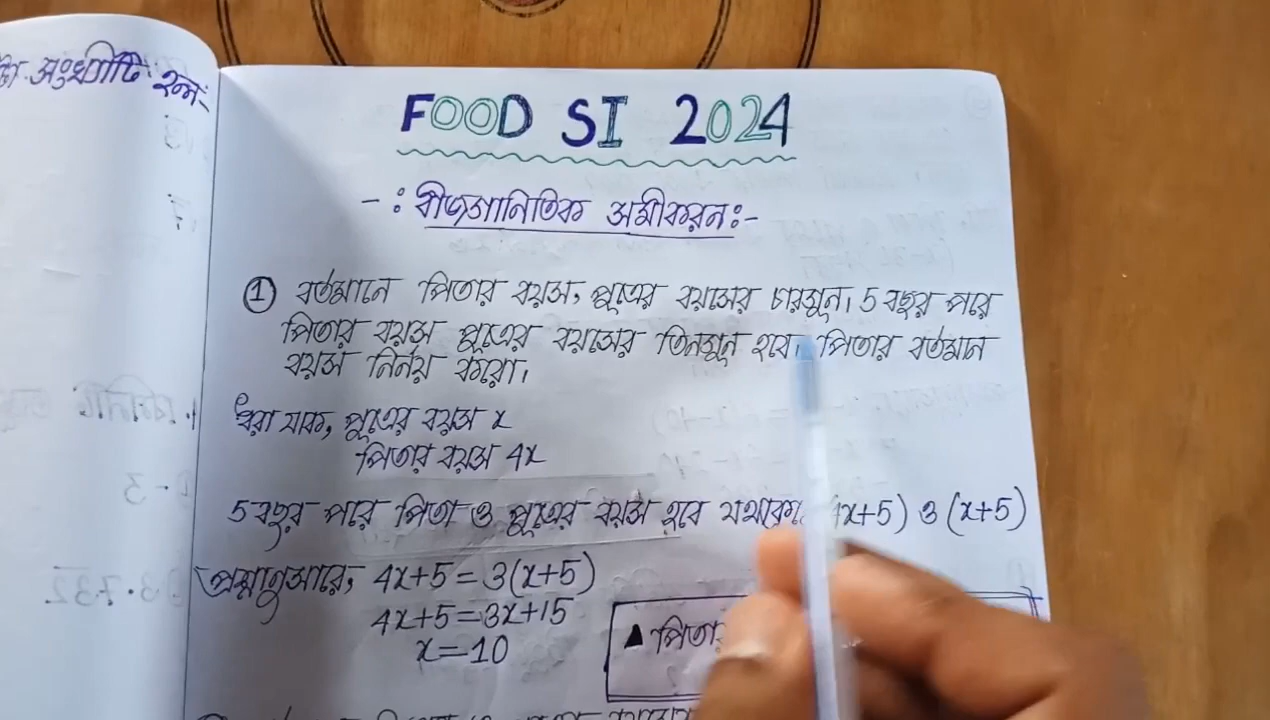 টা সংখ্যাটি হল:-
FOOD SI 2024
-: বীজগানিতিক সমীকরন:-
① বর্তমানে পিতার বয়স, পুত্রের বয়সের চারগুন। 5 বছর পরে
পিতার বয়স পুত্রের বয়সের তিনগুন হবে। পিতার বর্তমান
বয়স নির্নয় করো।
ধরা যাক, পুত্রের বয়স x
পিতার বয়স 4x
5 বছর পরে পিতা ও পুত্রের বয়স হবে যথাক্রমে (4x+5) ও (x+5)
প্রশ্নানুসারে, 4x+5=3(x+5)
4x+5=3x+15
x=10
▲ পিতার